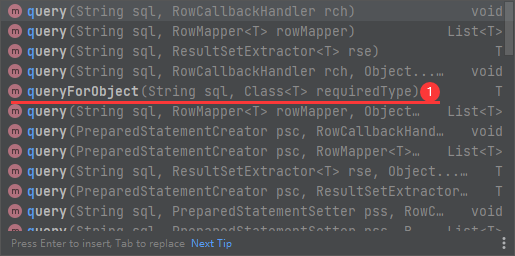 m query(String sql, RowCallbackHandler rch) void
m query(String sql, RowMapper<T> rowMapper) List<T>
m query(String sql, ResultSetExtractor<T> rse) T
m query(String sql, RowCallbackHandler rch, Object.... void
m queryForObject(String sql, Class<T> requiredType) 1 T
m query(String sql, RowMapper<T> rowMapper, Object… List<T>
m query(PreparedStatementCreator psc, RowCallbackHand… void
m query(PreparedStatementCreator psc, RowMapper<T>… List<T>
m query(String sql, ResultSetExtractor<T> rse, Object.… T
m query(PreparedStatementCreator psc, ResultSetExtractor… T
m query(String sql, PreparedStatementSetter pss, RowC… void
m query(String sql, PreparedStatementSetter List<T>
Press Enter to insert, Tab to replace Next Tip